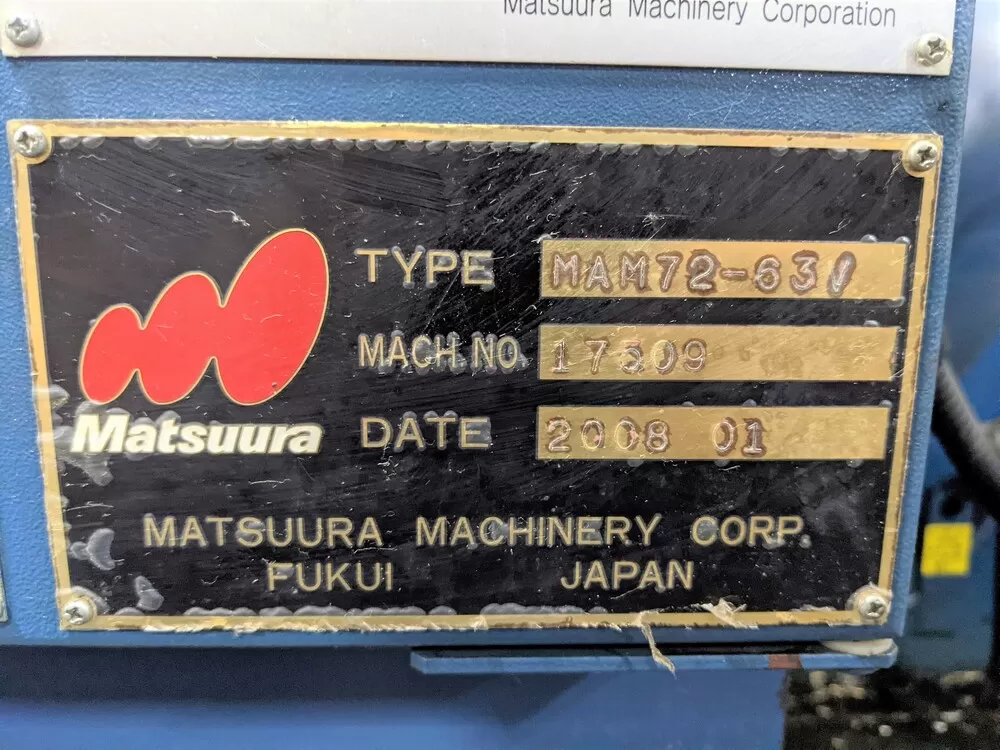 Matsuura Machinery Corporation
TYPE MAM72-63V
MACH.NO. 17509
DATE 2008 01
Matsuura
MATSUURA MACHINERY CORP.
FUKUI JAPAN